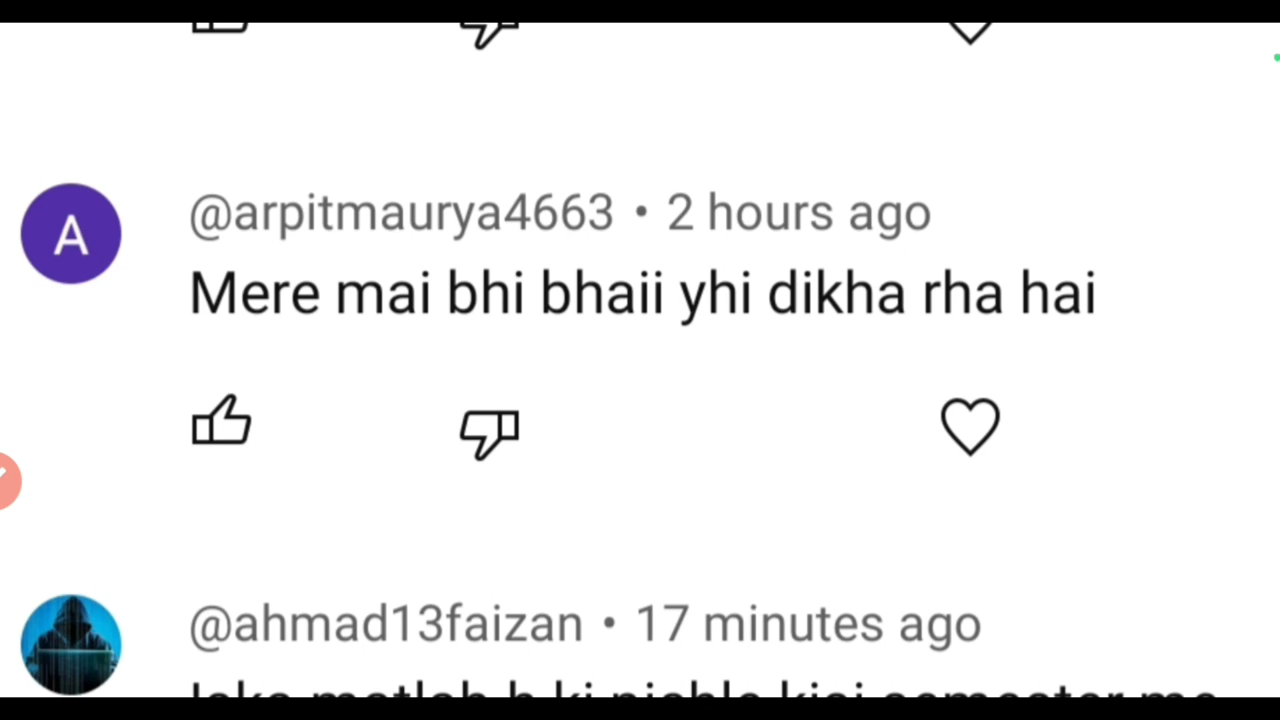 A
@arpitmaurya4663 • 2 hours ago
Mere mai bhi bhaii yhi dikha rha hai
@ahmad13faizan • 17 minutes ago